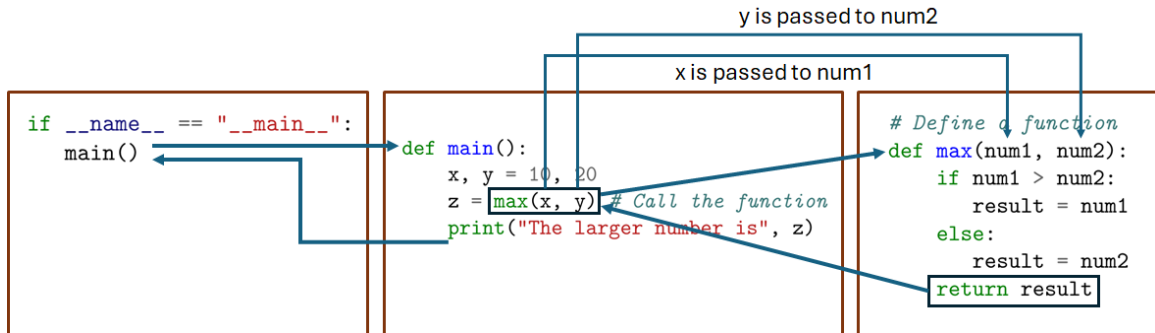 y is passed to num2
x is passed to num1
if __name__ == "__main__":
main()
def main():
x, y = 10, 20
z = max(x, y) # Call the function
print("The larger number is", z)
# Define a function
def max(num1, num2):
if num1 > num2:
result = num1
else:
result = num2
return result